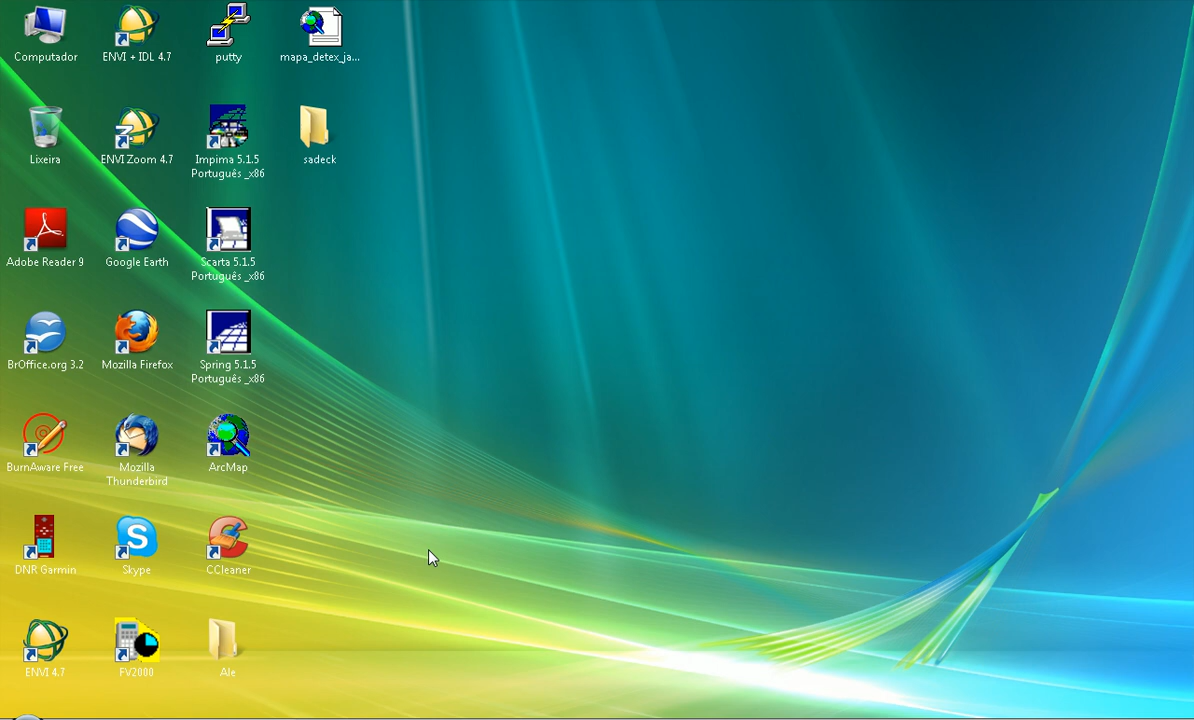 Computador
ENVI + IDL 4.7
putty
mapa_detex_ja...
Lixeira
ENVI Zoom 4.7
Impima 5.1.5
Português _x86
sadeck
Adobe Reader 9
Google Earth
Scarta 5.1.5
Português _x86
BrOffice.org 3.2
Mozilla Firefox
Spring 5.1.5
Português _x86
BurnAware Free
Mozilla
Thunderbird
ArcMap
DNR Garmin
Skype
CCleaner
ENVI 4.7
FV2000
Ale